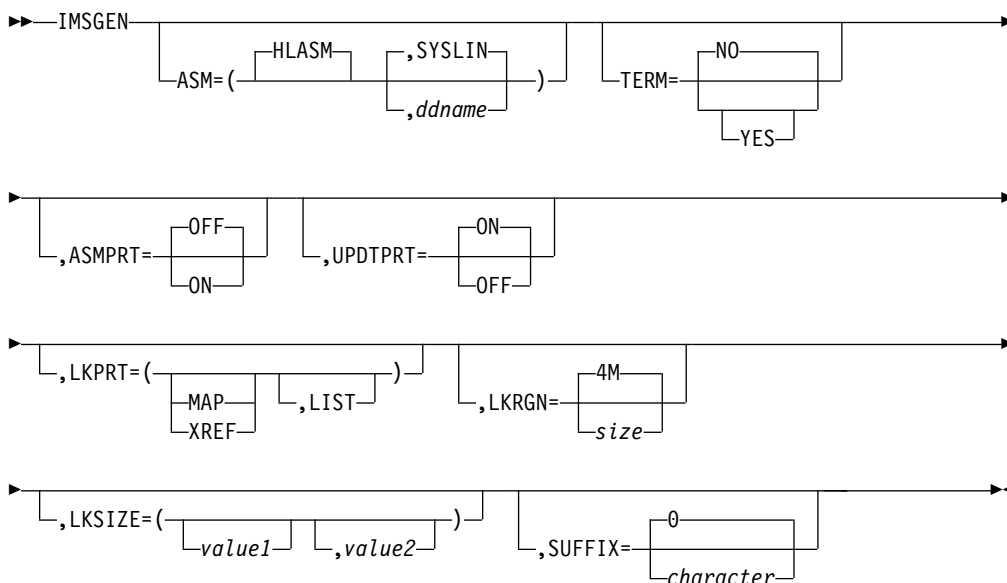 IMSGEN
HLASM ,SYSLIN NO
ASM=( ) TERM=
,ddname YES
OFF ON
,ASMPRT= ,UPDTPRT=
ON OFF
4M
,LKPRT=( ) ,LKRGN=
MAP ,LIST size
XREF
0
,LKSIZE=( ) ,SUFFIX=
value1 ,value2 character